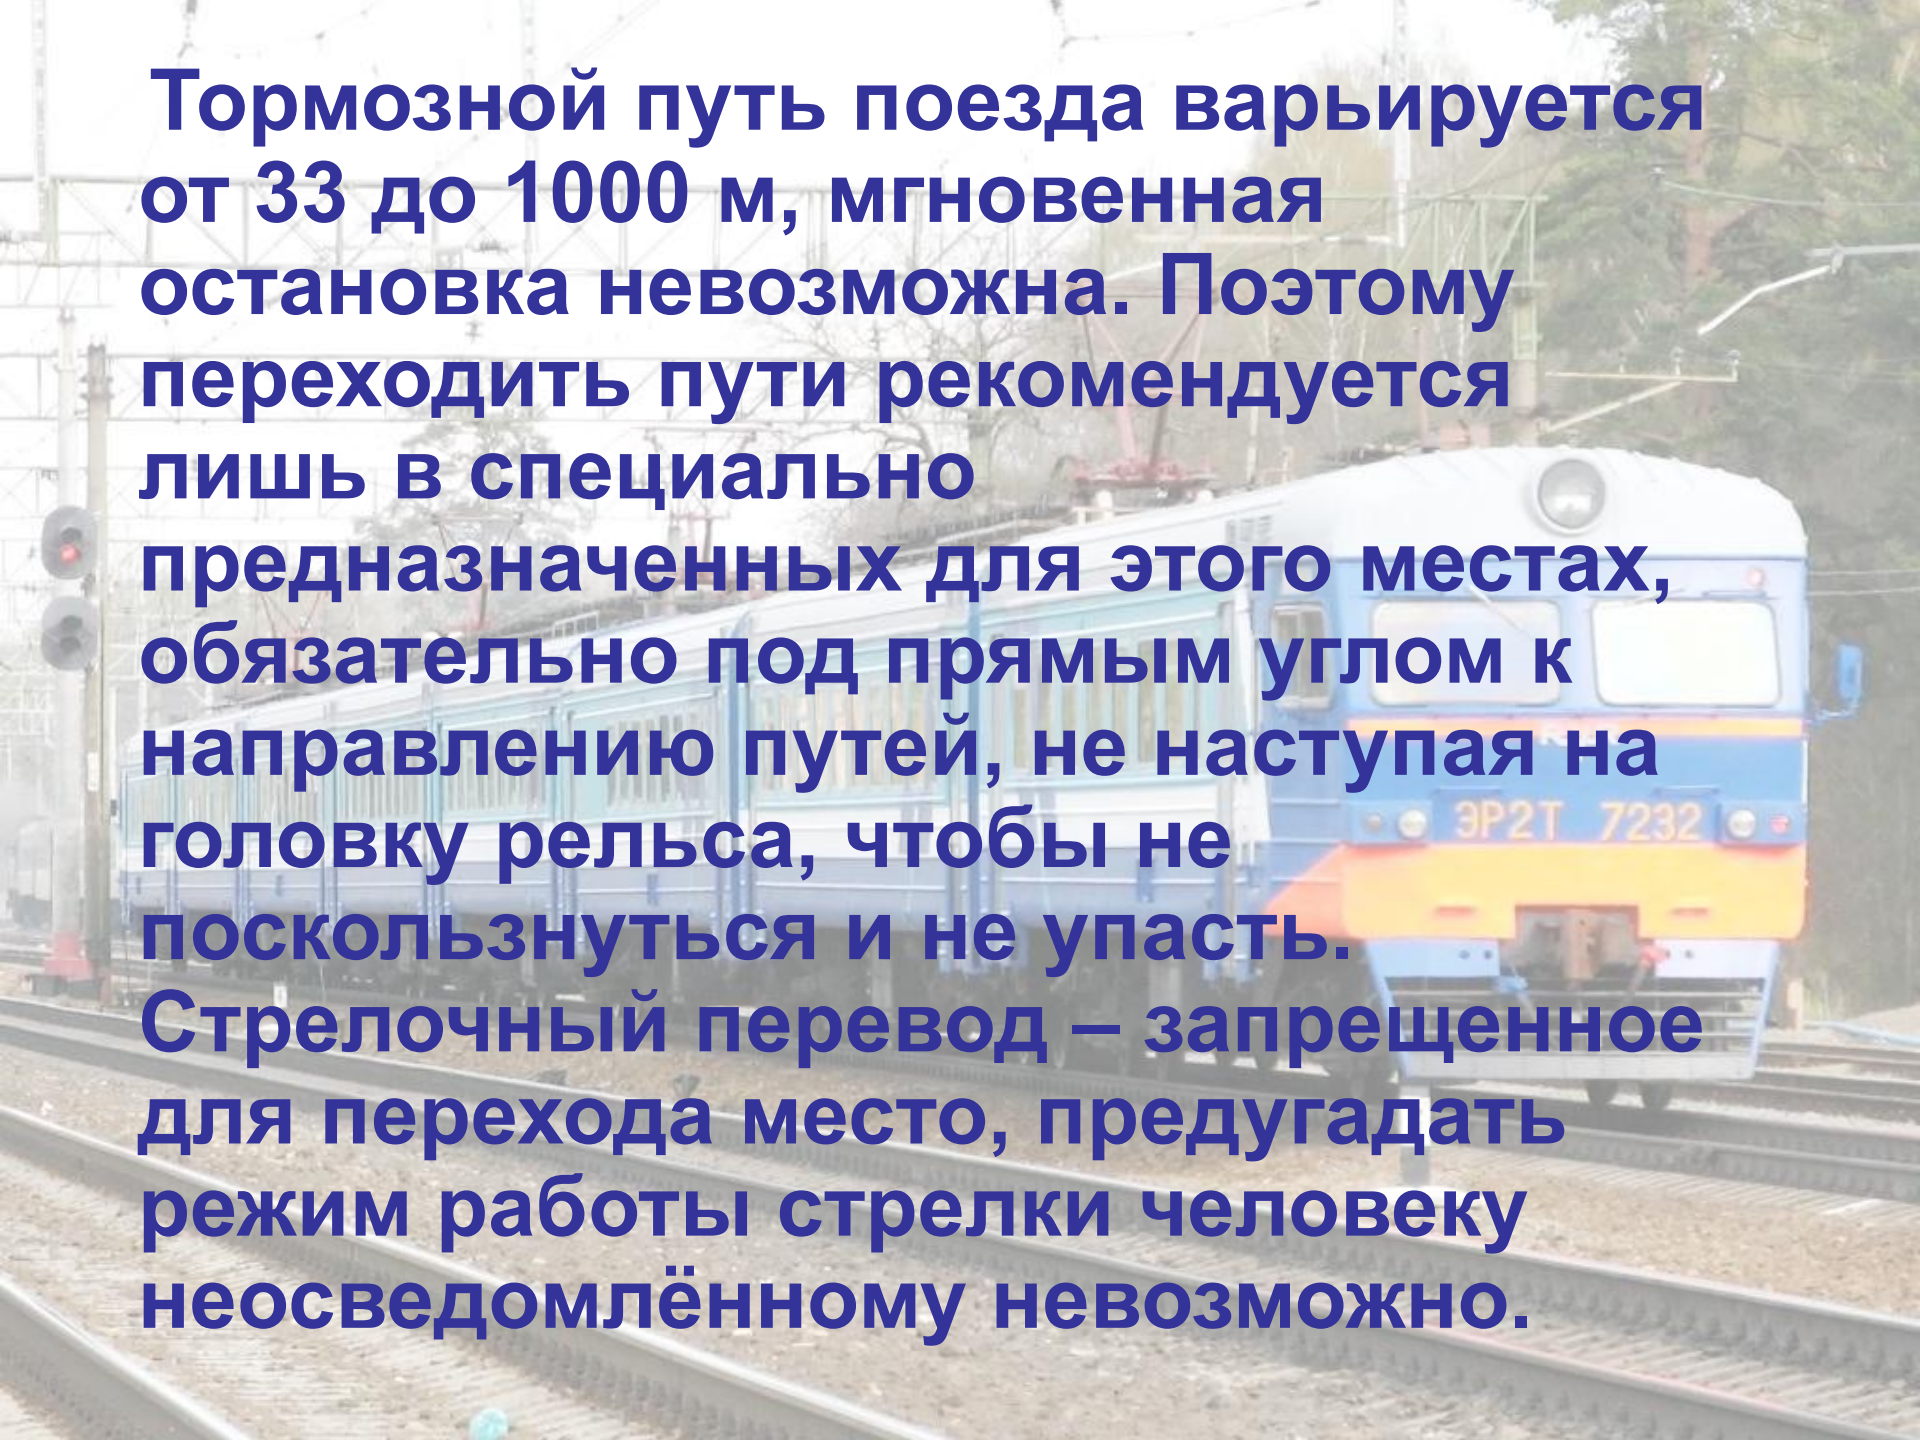 Тормозной путь поезда варьируется
от 33 до 1000 м, мгновенная
остановка невозможна. Поэтому
переходить пути рекомендуется
лишь в специально
предназначенных для этого местах,
обязательно под прямым углом к
направлению путей, не наступая на
головку рельса, чтобы не
поскользнуться и не упасть.
Стрелочный перевод – запрещенное
для перехода место, предугадать
режим работы стрелки человеку
неосведомлённому невозможно.
ЭР2Т 7232